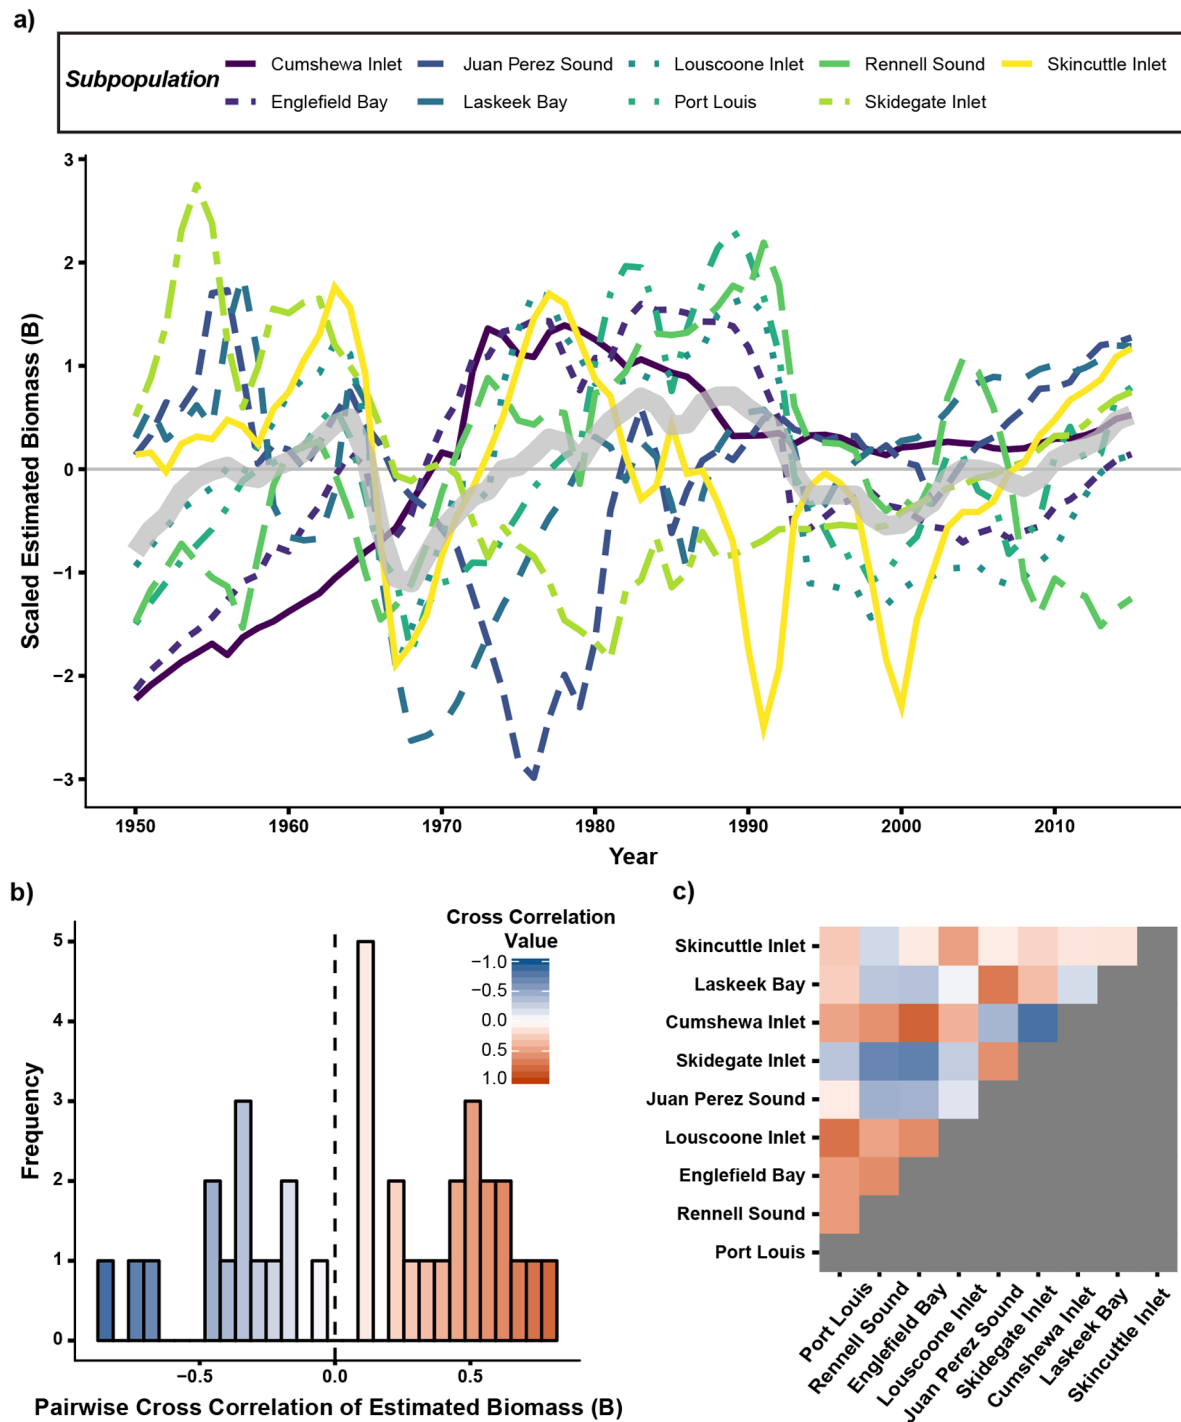 a)
Subpopulation
Cumshewa Inlet
Juan Perez Sound
Louscoone Inlet
Rennell Sound
Skincuttle Inlet
Englefield Bay
Laskeek Bay
Port Louis
Skidegate Inlet
Scaled Estimated Biomass (B)
3
2
1
0
−1
−2
−3
1950 1960 1970 1980 1990 2000 2010
Year
b)
Frequency
5
4
3
2
1
0
−0.5 0.0 0.5
Pairwise Cross Correlation of Estimated Biomass (B)
Cross Correlation
Value
−1.0
−0.5
0.0
0.5
1.0
c)
Skincuttle Inlet
Laskeek Bay
Cumshewa Inlet
Skidegate Inlet
Juan Perez Sound
Louscoone Inlet
Englefield Bay
Rennell Sound
Port Louis
Port Louis
Rennell Sound
Englefield Bay
Louscoone Inlet
Juan Perez Sound
Skidegate Inlet
Cumshewa Inlet
Laskeek Bay
Skincuttle Inlet